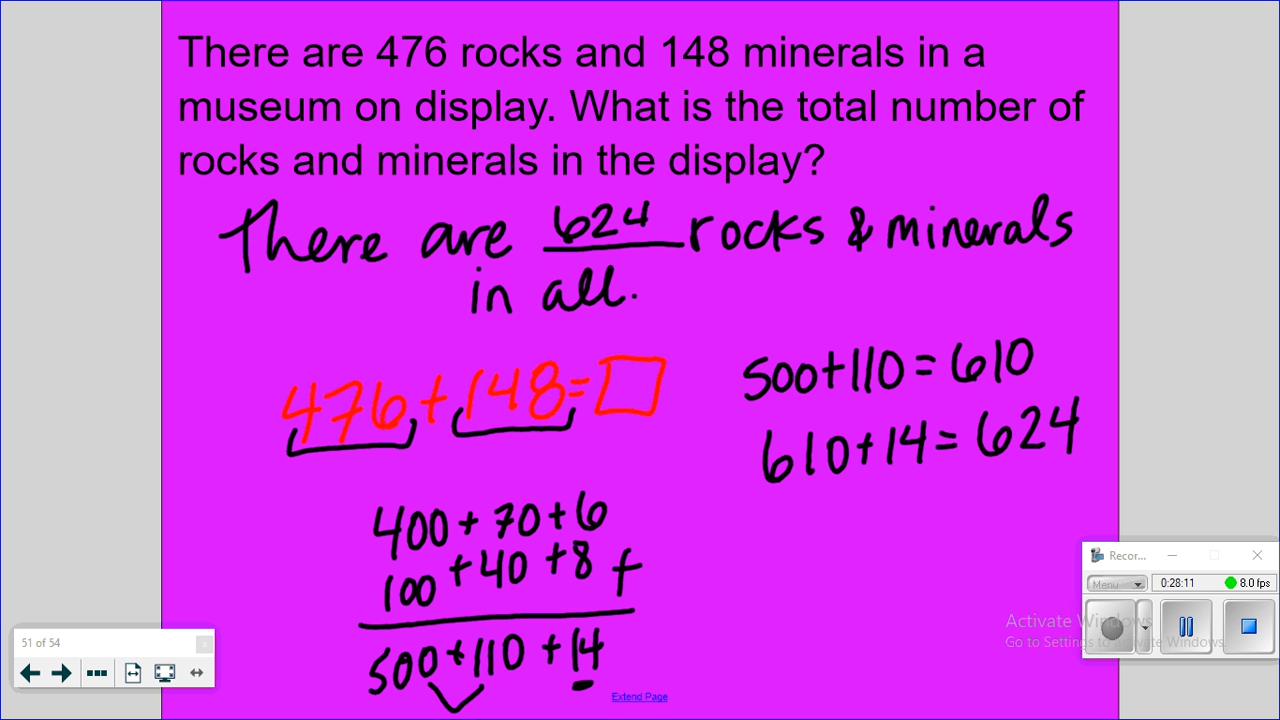 There are 476 rocks and 148 minerals in a
museum on display. What is the total number of
rocks and minerals in the display?
There are 624 rocks & minerals
in all.
476+148=□
500+110=610
610+14=624
400+70+6
100+40+8 +
500+110+14
Extend Page
51 of 54
x
Recor...
Menu
0:28:11
8.0 fps
Activate Windows
Go to Settings to activate Windows.